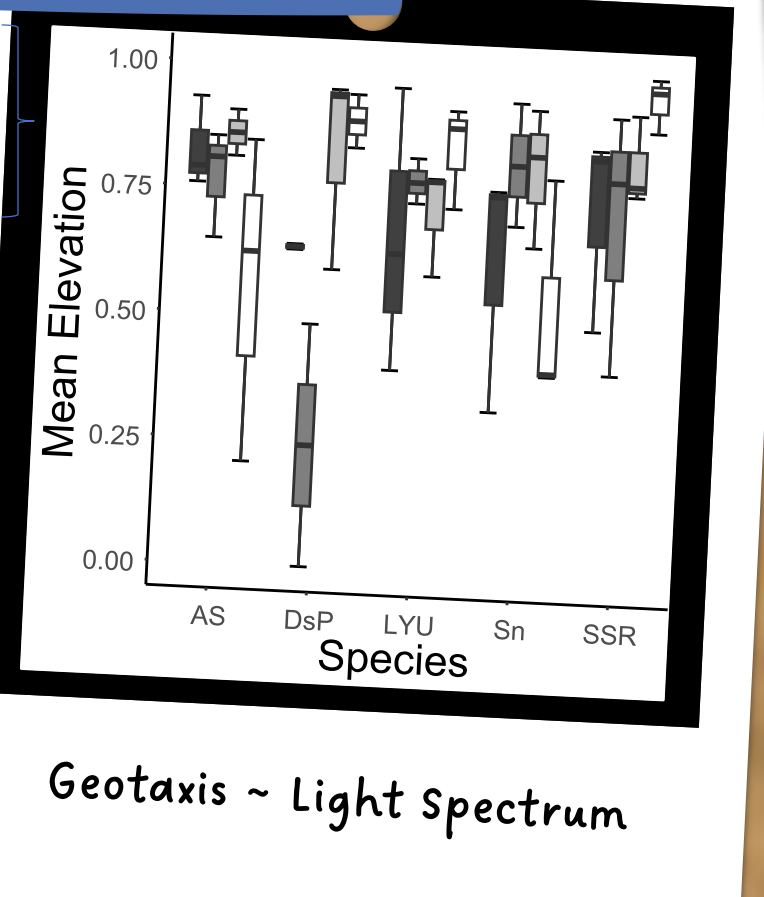 1.00
0.75
0.50
0.25
0.00
Mean Elevation
AS DsP LYU Sn SSR
Species
Geotaxis ~ Light Spectrum